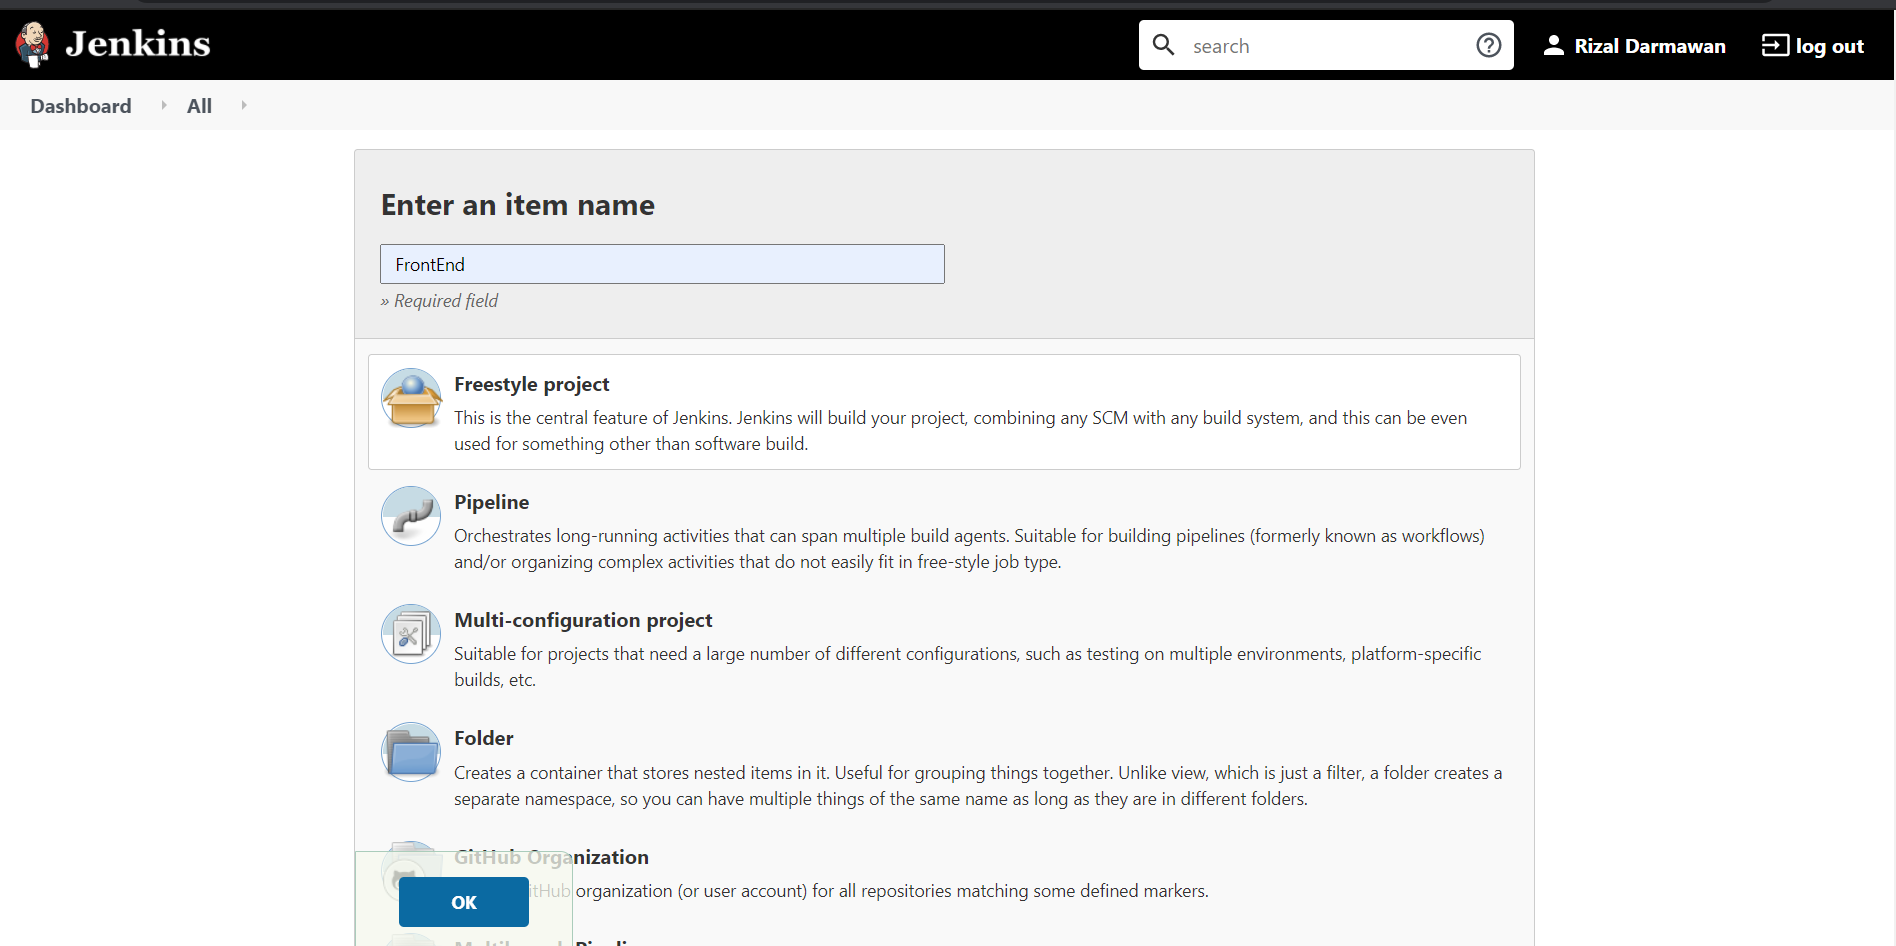 Jenkins
search
Rizal Darmawan
log out
Dashboard
All
Enter an item name
FrontEnd
» Required field
Freestyle project
This is the central feature of Jenkins. Jenkins will build your project, combining any SCM with any build system, and this can be even
used for something other than software build.
Pipeline
Orchestrates long-running activities that can span multiple build agents. Suitable for building pipelines (formerly known as workflows)
and/or organizing complex activities that do not easily fit in free-style job type.
Multi-configuration project
Suitable for projects that need a large number of different configurations, such as testing on multiple environments, platform-specific
builds, etc.
Folder
Creates a container that stores nested items in it. Useful for grouping things together. Unlike view, which is just a filter, a folder creates a
separate namespace, so you can have multiple things of the same name as long as they are in different folders.
GitHub Organization
organization (or user account) for all repositories matching some defined markers.
OK